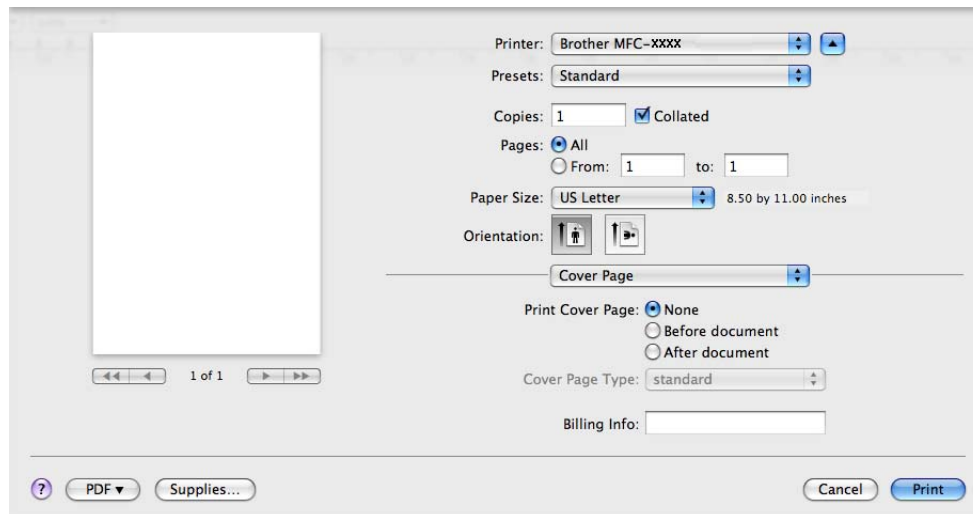 Printer: Brother MFC-XXXX
Presets: Standard
Copies: 1 Collated
Pages: All
From: 1 to: 1
Paper Size: US Letter 8.50 by 11.00 inches
Orientation:
Cover Page
Print Cover Page: None
Before document
After document
Cover Page Type: standard
1 of 1
Billing Info:
? PDF Supplies... Cancel Print